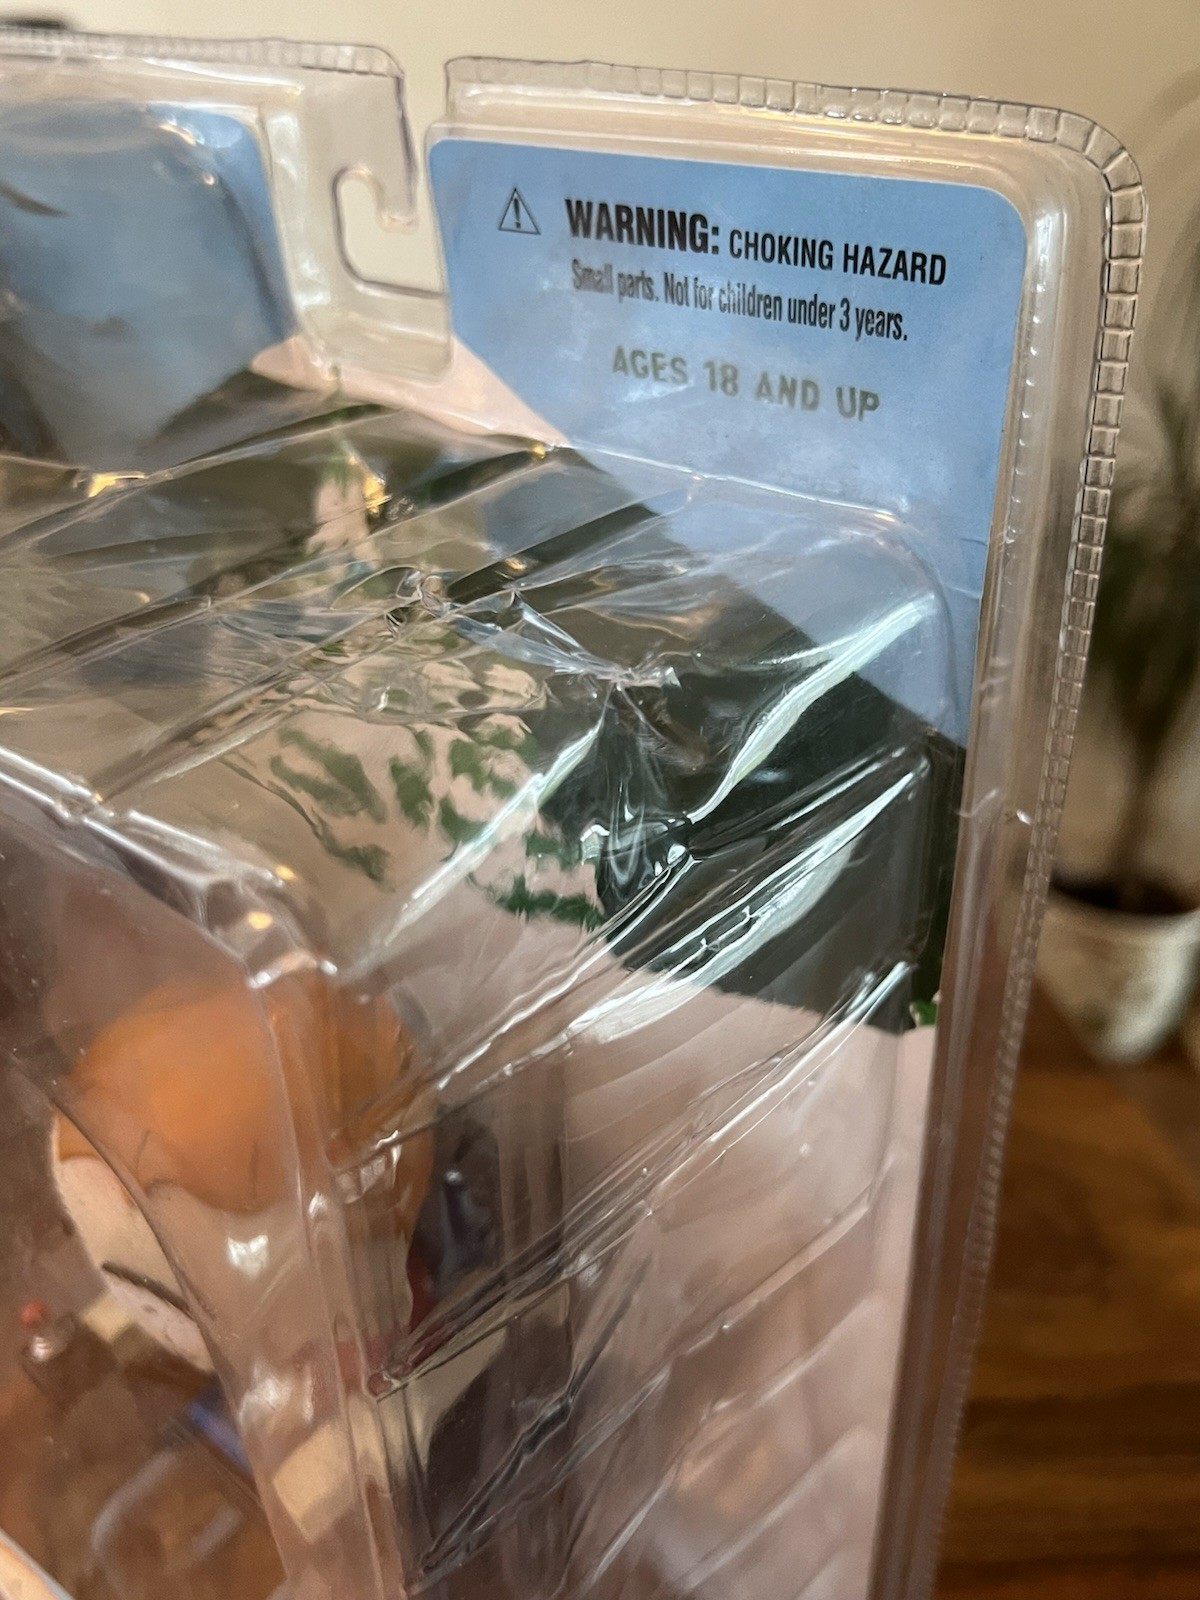 WARNING: CHOKING HAZARD
Small parts. Not for children under 3 years.
AGES 18 AND UP